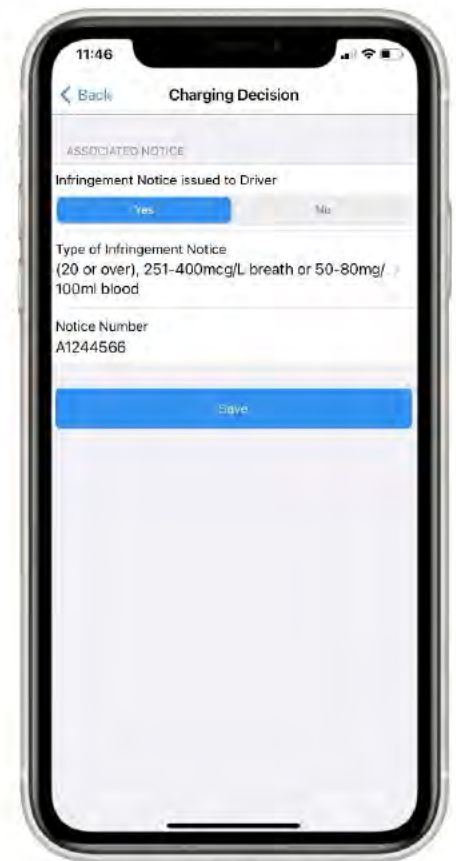 11:46
Back
Charging Decision
ASSOCIATED NOTICE
Infringement Notice issued to Driver
Yes
No
Type of Infringement Notice
(20 or over), 251-400mcg/L breath or 50-80mg/
100ml blood
Notice Number
A1244566
Save